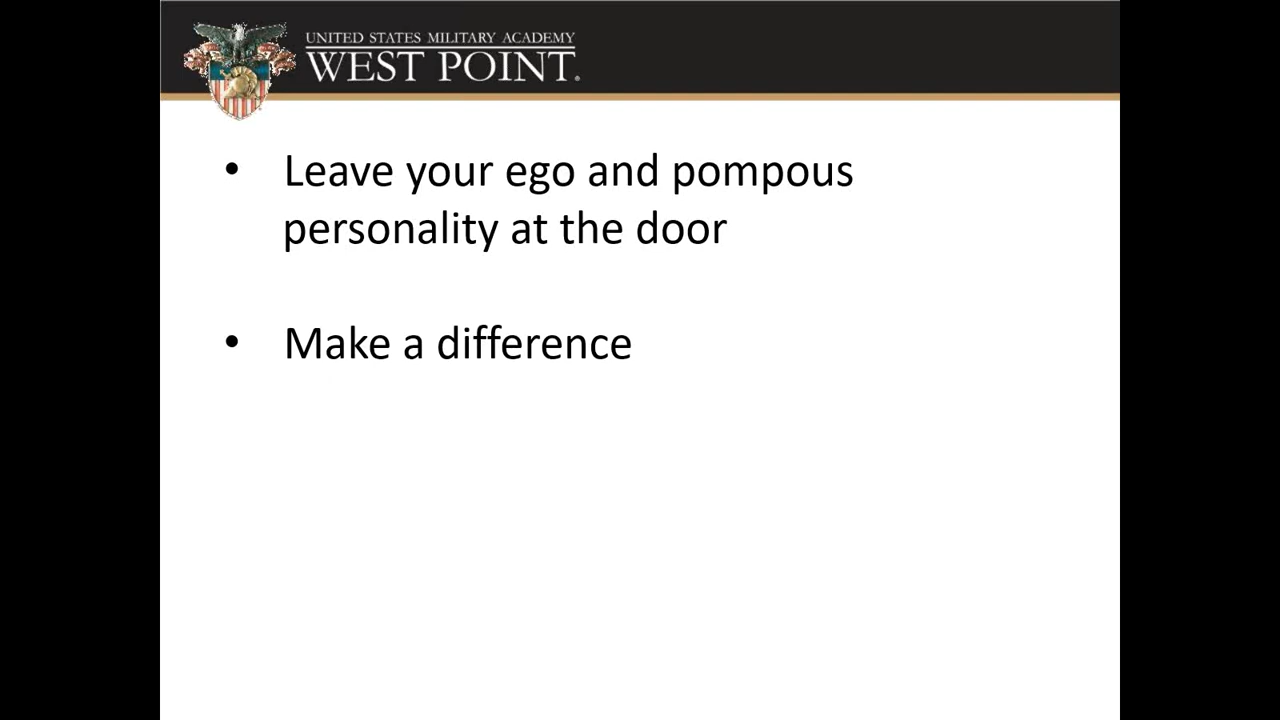 UNITED STATES MILITARY ACADEMY
WEST POINT®
• Leave your ego and pompous
personality at the door
• Make a difference